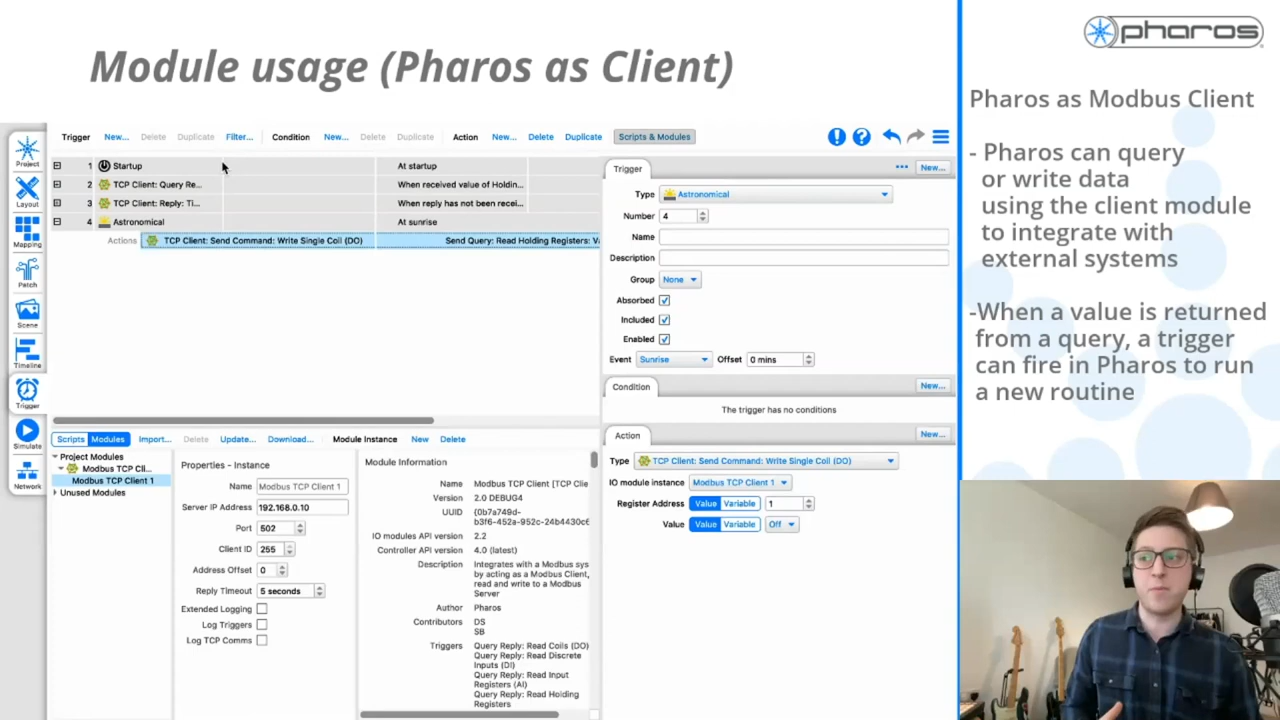 Module usage (Pharos as Client)
pharos
Pharos as Modbus Client
- Pharos can query
or write data
using the client module
to integrate with
external systems
-When a value is returned
from a query, a trigger
can fire in Pharos to run
a new routine
Project
Layout
Mapping
Patch
Scene
Timeline
Trigger
Simulate
Network
Trigger New... Delete Duplicate Filter... Condition New... Delete Duplicate Action New... Delete Duplicate Scripts & Modules
1 Startup At startup
2 TCP Client: Query Re... When received value of Holdin...
3 TCP Client: Reply: Ti... When reply has not been recei...
4 Astronomical At sunrise
Actions TCP Client: Send Command: Write Single Coil (DO) Send Query: Read Holding Registers: Va
Trigger ... New...
Type Astronomical
Number 4
Name
Description
Group None
Absorbed
Included
Enabled
Event Sunrise Offset 0 mins
Condition New...
The trigger has no conditions
Action New...
Type TCP Client: Send Command: Write Single Coil (DO)
IO module instance Modbus TCP Client 1
Register Address Value Variable 1
Value Value Variable Off
Scripts Modules Import... Delete Update... Download... Module Instance New Delete
Project Modules
Modbus TCP Cli...
Modbus TCP Client 1
Unused Modules
Properties - Instance
Name Modbus TCP Client 1
Server IP Address 192.168.0.10
Port 502
Client ID 255
Address Offset 0
Reply Timeout 5 seconds
Extended Logging
Log Triggers
Log TCP Comms
Module Information
Name Modbus TCP Client [TCP Clie
Version 2.0 DEBUG4
UUID {0b7a749d-
b3f6-452a-952c-24b4430c6
IO modules API version 2.2
Controller API version 4.0 (latest)
Description Integrates with a Modbus sys
by acting as a Modbus Client,
read and write to a Modbus
Server
Author Pharos
Contributors DS
SB
Triggers Query Reply: Read Coils (DO)
Query Reply: Read Discrete
Inputs (DI)
Query Reply: Read Input
Registers (AI)
Query Reply: Read Holding
Registers